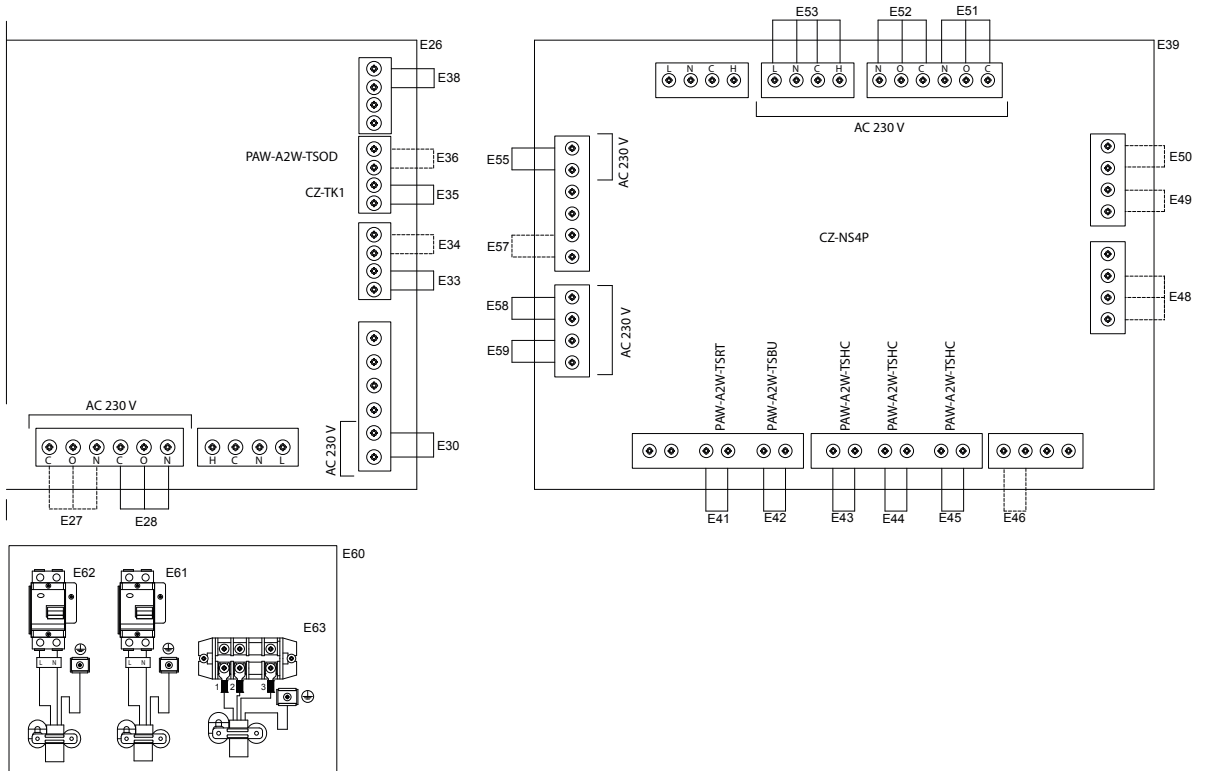 E26
E38
PAW-A2W-TSOD
E36
CZ-TK1
E35
E34
E33
AC 230 V
C O N C O N
H C N L
AC 230 V
E30
E27
E28
E53
E52
E51
E39
L N C H
L N C H
N O C N O C
AC 230 V
E55
AC 230 V
E57
E58
E59
AC 230 V
CZ-NS4P
E50
E49
E48
PAW-A2W-TSRT
PAW-A2W-TSBU
PAW-A2W-TSHC
PAW-A2W-TSHC
PAW-A2W-TSHC
E41
E42
E43
E44
E45
E46
E60
E62
E61
L N
L N
E63
1 2 3